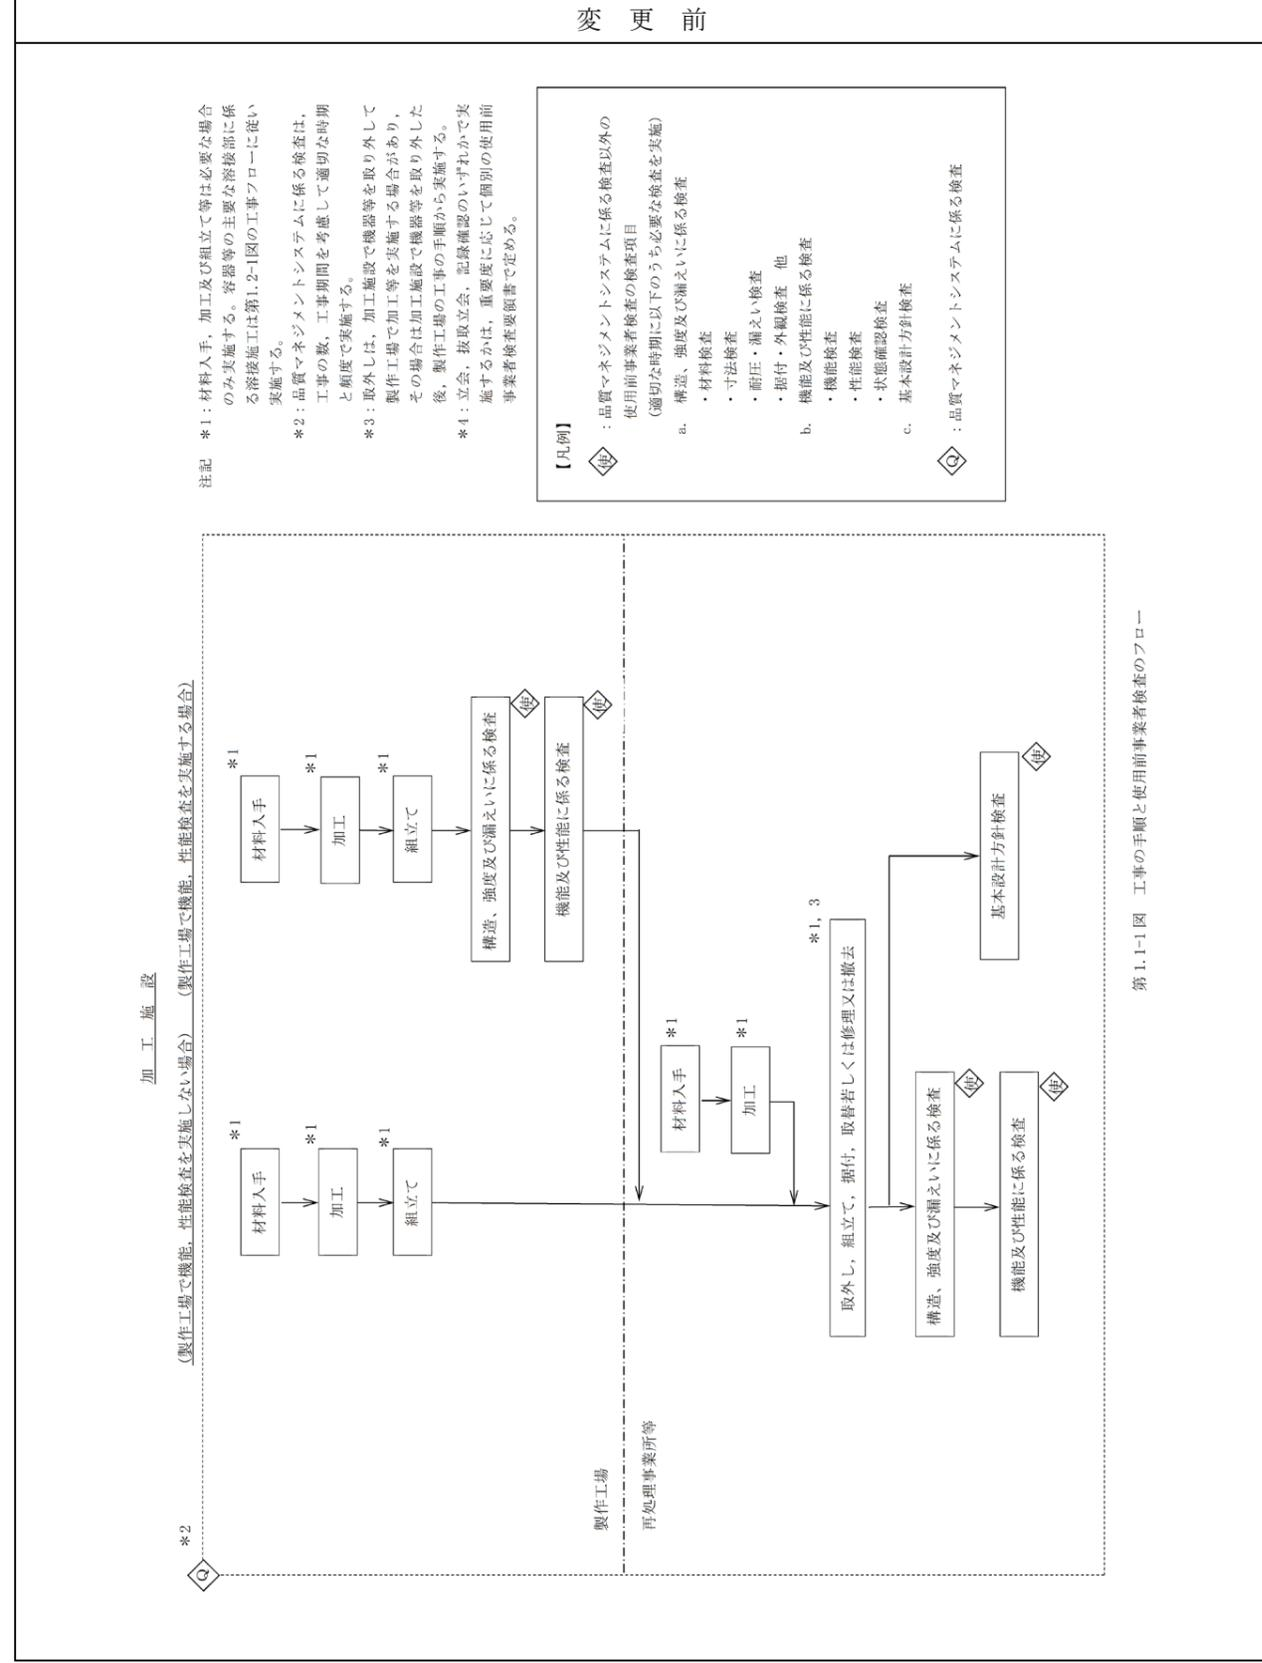 変更前
加工施設
(製作工場で機能，性能検査を実施しない場合)
(製作工場で機能，性能検査を実施する場合)
Q
*2
材料入手
*1
加工
*1
組立て
*1
材料入手
*1
加工
*1
組立て
*1
構造、強度及び漏えいに係る検査
使
機能及び性能に係る検査
使
製作工場
再処理事業所等
材料入手
*1
加工
*1
取外し，組立て，据付，取替若しくは修理又は撤去
*1, 3
構造、強度及び漏えいに係る検査
使
機能及び性能に係る検査
使
基本設計方針検査
使
注記 *1：材料入手，加工及び組立て等は必要な場合
のみ実施する。容器等の主要な溶接部に係
る溶接施工は第1.2-1図の工事フローに従い
実施する。
*2：品質マネジメントシステムに係る検査は，
工事の数，工事期間を考慮して適切な時期
と頻度で実施する。
*3：取外しは，加工施設で機器等を取り外して
製作工場で加工等を実施する場合があり，
その場合は加工施設で機器等を取り外した
後，製作工場の工事の手順から実施する。
*4：立会，抜取立会，記録確認のいずれかで実
施するかは，重要度に応じて個別の使用前
事業者検査要領書で定める。
【凡例】
使 ：品質マネジメントシステムに係る検査以外の
使用前事業者検査の検査項目
(適切な時期に以下のうち必要な検査を実施)
a. 構造、強度及び漏えいに係る検査
・材料検査
・寸法検査
・耐圧・漏えい検査
・据付・外観検査 他
b. 機能及び性能に係る検査
・機能検査
・性能検査
・状態確認検査
c. 基本設計方針検査
Q ：品質マネジメントシステムに係る検査
第1.1-1図 工事の手順と使用前事業者検査のフロー